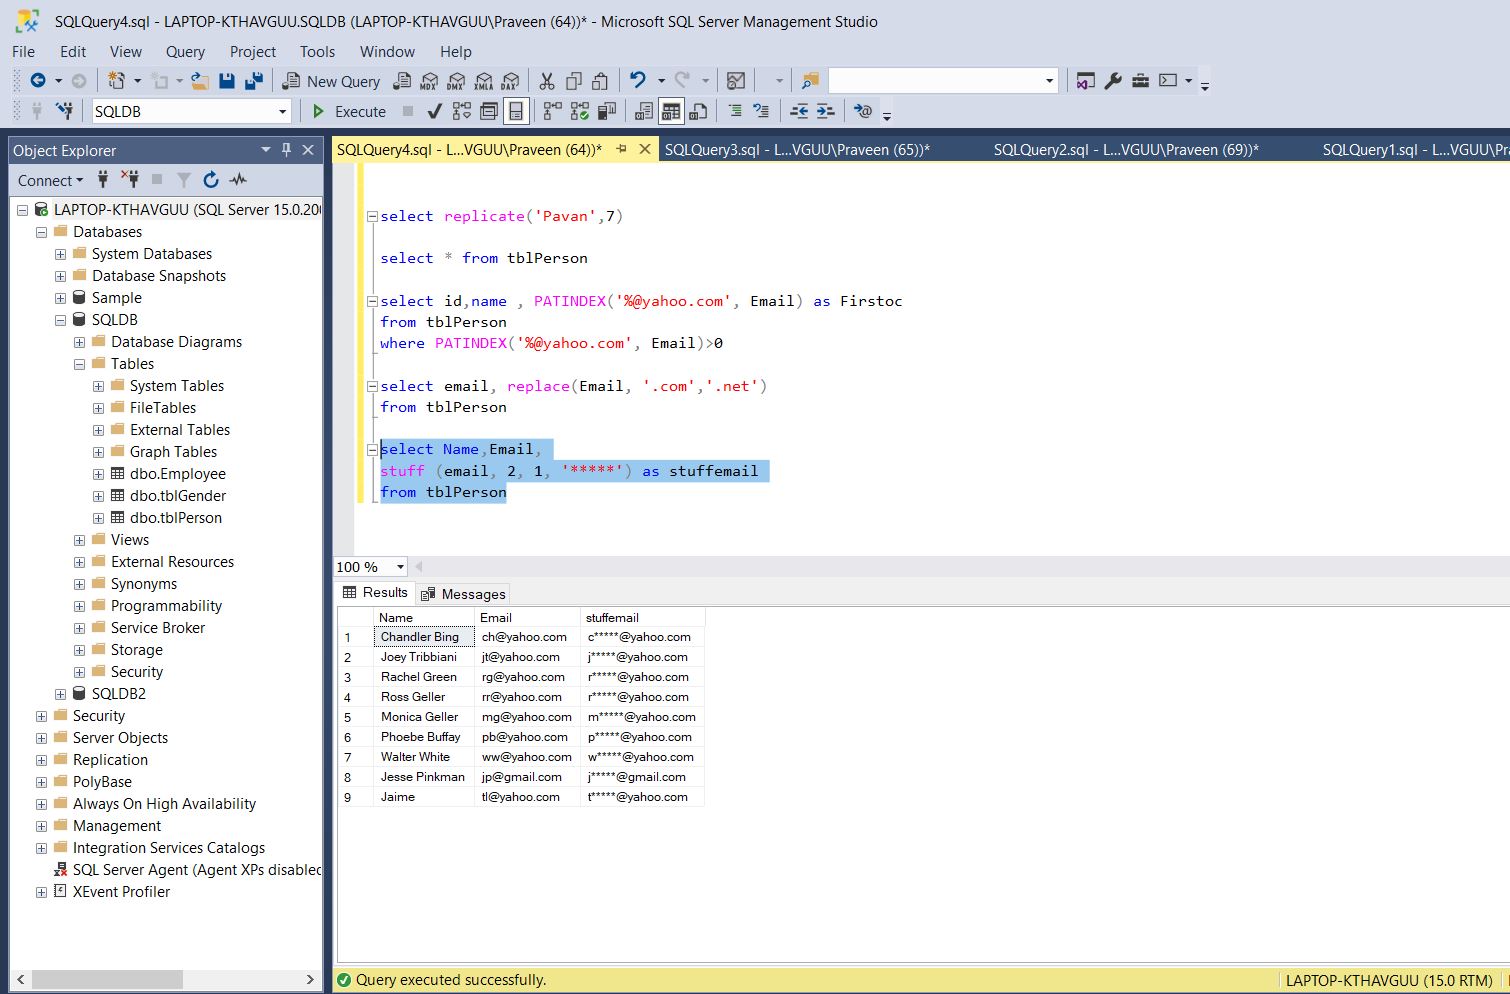 SQLQuery4.sql - LAPTOP-KTHAVGUU.SQLDB (LAPTOP-KTHAVGUU\Praveen (64))* - Microsoft SQL Server Management Studio
File Edit View Query Project Tools Window Help
New Query MDX DMX XMLA DAX
SQLDB Execute
Object Explorer
Connect
LAPTOP-KTHAVGUU (SQL Server 15.0.200
Databases
System Databases
Database Snapshots
Sample
SQLDB
Database Diagrams
Tables
System Tables
FileTables
External Tables
Graph Tables
dbo.Employee
dbo.tblGender
dbo.tblPerson
Views
External Resources
Synonyms
Programmability
Service Broker
Storage
Security
SQLDB2
Security
Server Objects
Replication
PolyBase
Always On High Availability
Management
Integration Services Catalogs
SQL Server Agent (Agent XPs disabled
XEvent Profiler
SQLQuery4.sql - L...VGUU\Praveen (64))* SQLQuery3.sql - L...VGUU\Praveen (65))* SQLQuery2.sql - L...VGUU\Praveen (69))* SQLQuery1.sql - L...VGUU\Pr
select replicate('Pavan',7)
select * from tblPerson
select id,name , PATINDEX('%@yahoo.com', Email) as Firstoc
from tblPerson
where PATINDEX('%@yahoo.com', Email)>0
select email, replace(Email, '.com','.net')
from tblPerson
select Name,Email,
stuff (email, 2, 1, '*****') as stuffemail
from tblPerson
100 %
Results Messages
Name Email stuffemail
1 Chandler Bing ch@yahoo.com c*****@yahoo.com
2 Joey Tribbiani jt@yahoo.com j*****@yahoo.com
3 Rachel Green rg@yahoo.com r*****@yahoo.com
4 Ross Geller rr@yahoo.com r*****@yahoo.com
5 Monica Geller mg@yahoo.com m*****@yahoo.com
6 Phoebe Buffay pb@yahoo.com p*****@yahoo.com
7 Walter White ww@yahoo.com w*****@yahoo.com
8 Jesse Pinkman jp@gmail.com j*****@gmail.com
9 Jaime tl@yahoo.com t*****@yahoo.com
Query executed successfully. LAPTOP-KTHAVGUU (15.0 RTM)